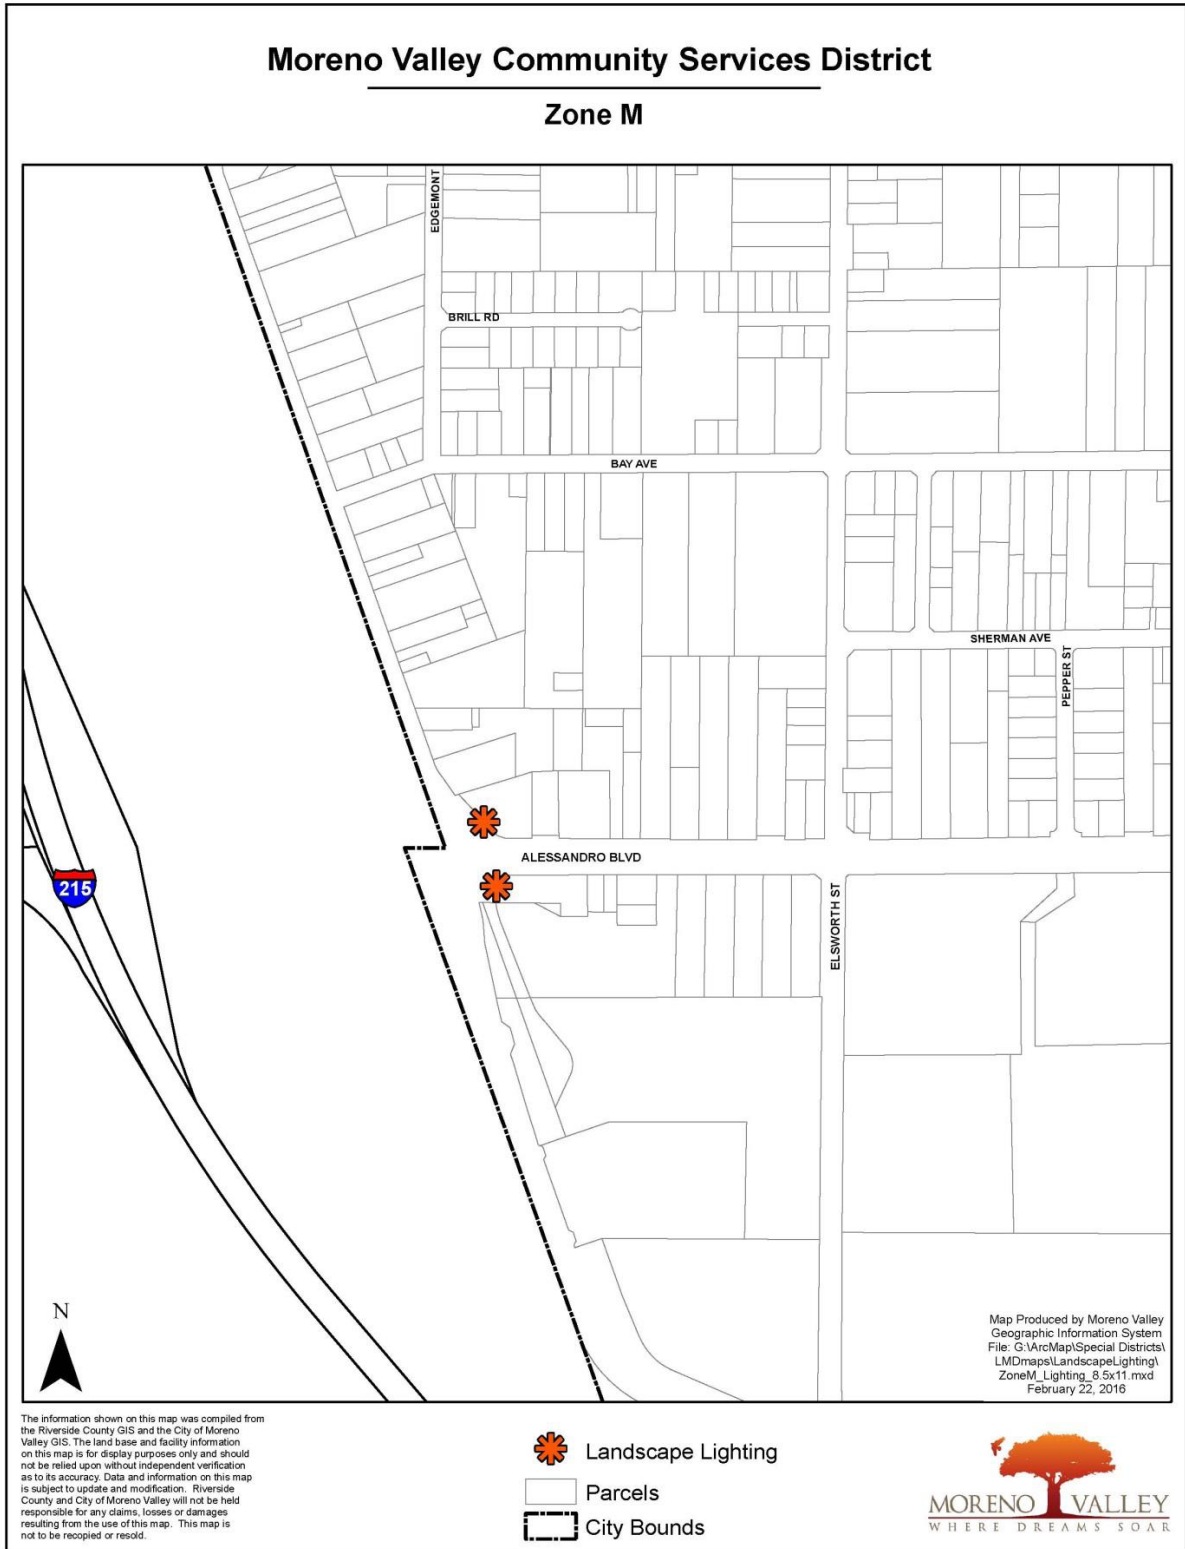 Moreno Valley Community Services District
Zone M
EDGEMONT
BRILL RD
BAY AVE
SHERMAN AVE
PEPPER ST
ALESSANDRO BLVD
215
ELSWORTH ST
N
Map Produced by Moreno Valley
Geographic Information System
File: G:\ArcMap\Special Districts\
LMDmaps\LandscapeLighting\
ZoneM_Lighting_8.5x11.mxd
February 22, 2016
The information shown on this map was compiled from
the Riverside County GIS and the City of Moreno
Valley GIS. The land base and facility information
on this map is for display purposes only and should
not be relied upon without independent verification
as to its accuracy. Data and information on this map
is subject to update and modification. Riverside
County and City of Moreno Valley will not be held
responsible for any claims, losses or damages
resulting from the use of this map. This map is
not to be recopied or resold.
Landscape Lighting
Parcels
City Bounds
MORENO VALLEY
WHERE DREAMS SOAR